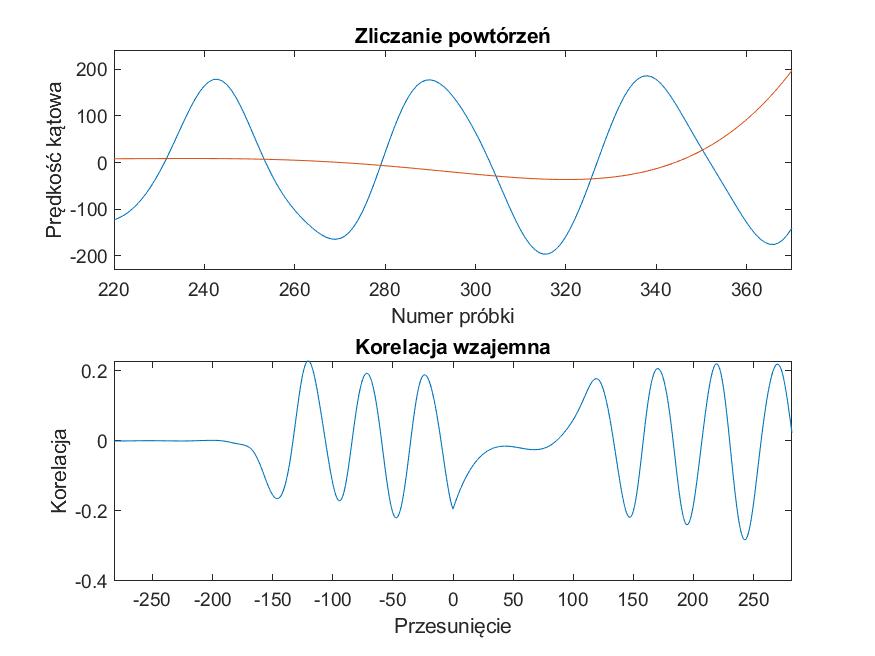 Zliczanie powtórzeń
200
100
0
-100
-200
Prędkość kątowa
220 240 260 280 300 320 340 360
Numer próbki
Korelacja wzajemna
0.2
0
-0.2
-0.4
Korelacja
-250 -200 -150 -100 -50 0 50 100 150 200 250
Przesunięcie